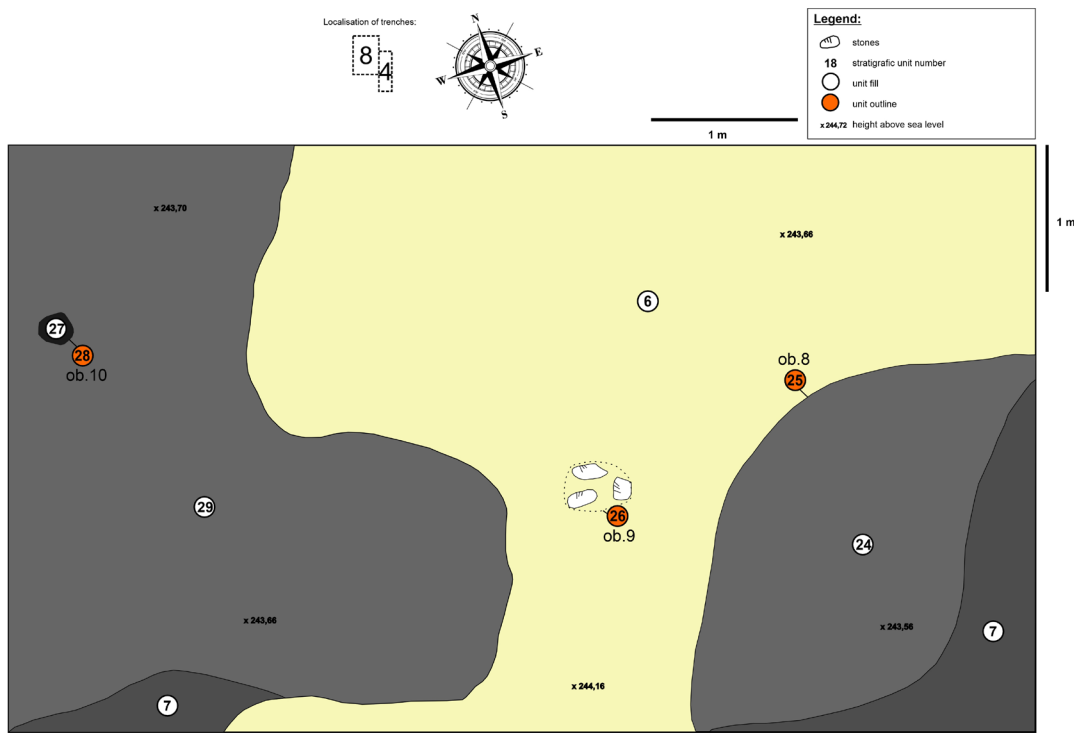 Localisation of trenches:
8
4
N
E
W
S
1 m
Legend:
stones
18 stratigrafic unit number
unit fill
unit outline
x 244,72 height above sea level
1 m
x 243,70
x 243,66
6
27
28
ob.10
ob.8
25
29
26
ob.9
24
x 243,66
x 243,56
7
x 244,16
7